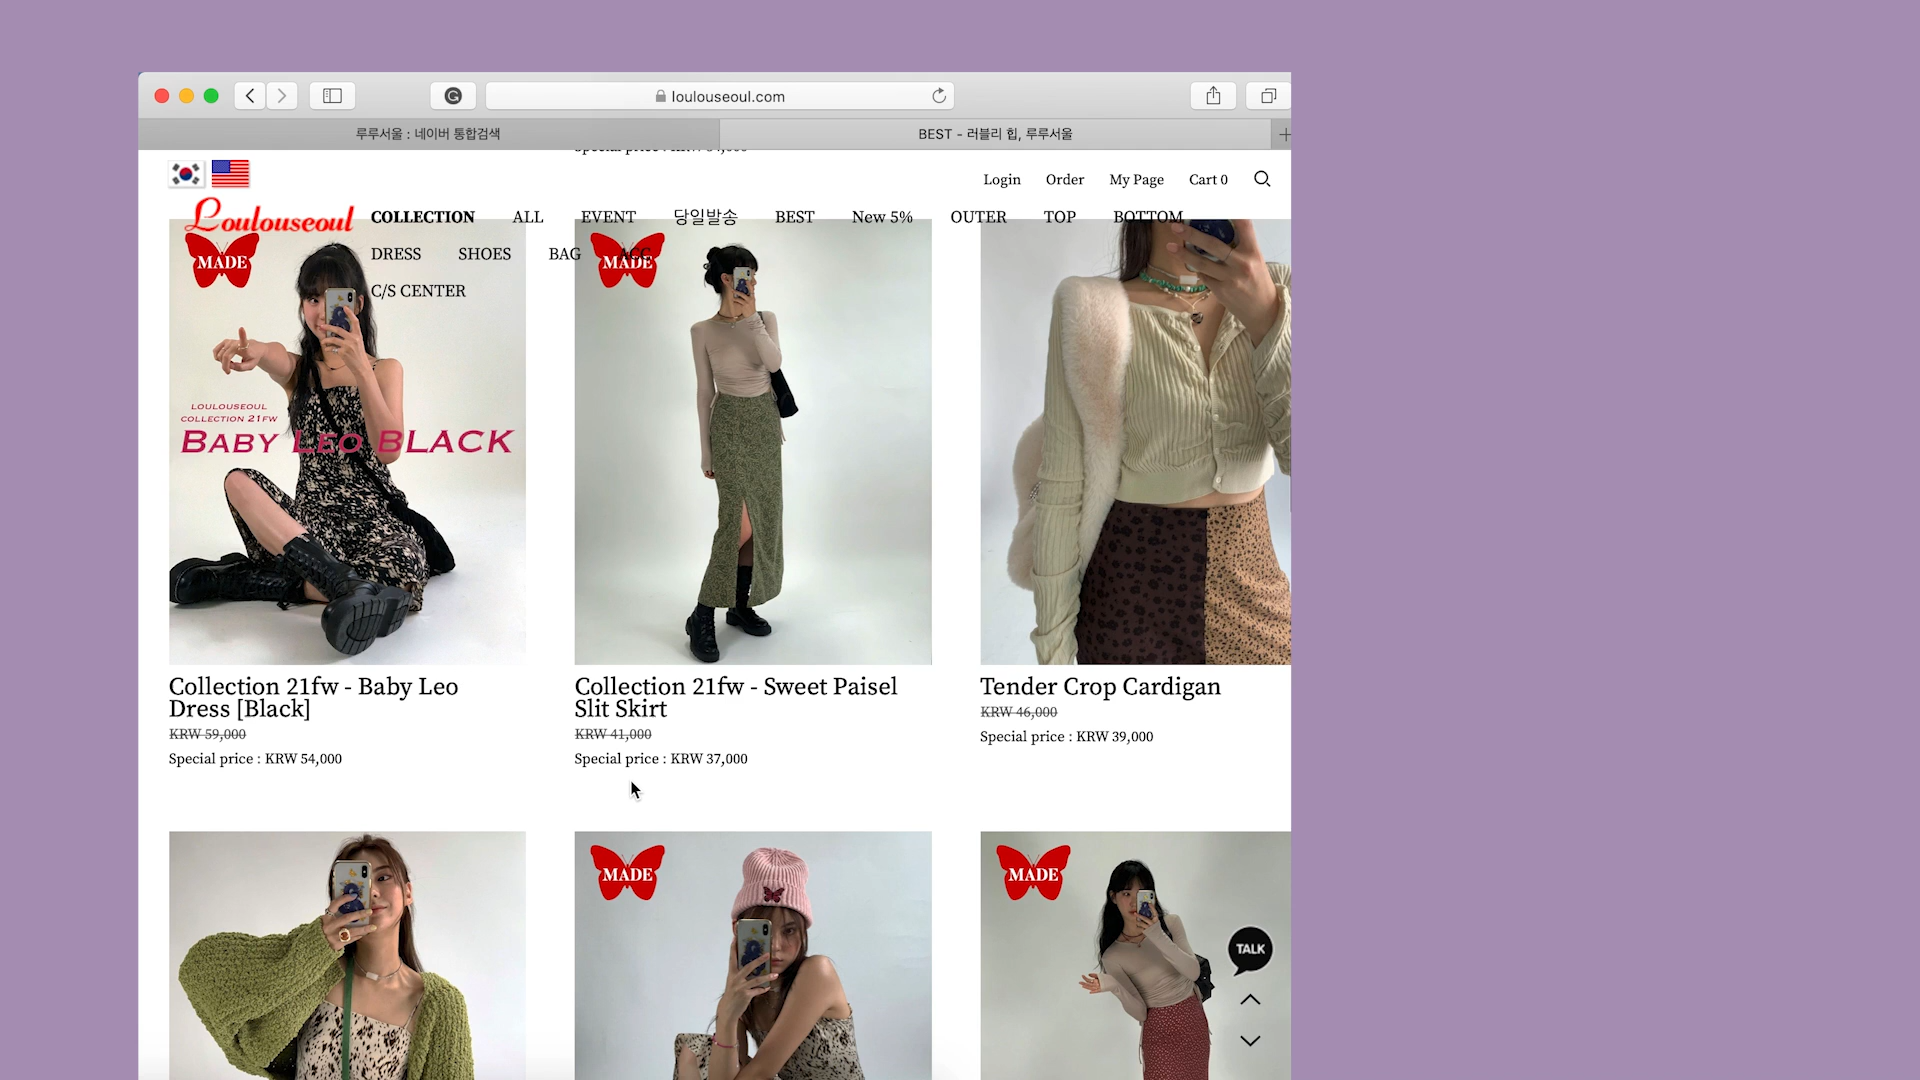 loulouseoul.com
루루서울 : 네이버 통합검색
BEST - 러블리 힙, 루루서울
Login Order My Page Cart 0
Loulouseoul
COLLECTION ALL EVENT 당일발송 BEST New 5% OUTER TOP BOTTOM
DRESS SHOES BAG ACC
C/S CENTER
MADE
MADE
LOULOUSEOUL
COLLECTION 21FW
BABY LEO BLACK
Collection 21fw - Baby Leo
Dress [Black]
KRW 59,000
Special price : KRW 54,000
Collection 21fw - Sweet Paisel
Slit Skirt
KRW 41,000
Special price : KRW 37,000
Tender Crop Cardigan
KRW 46,000
Special price : KRW 39,000
MADE
MADE
TALK